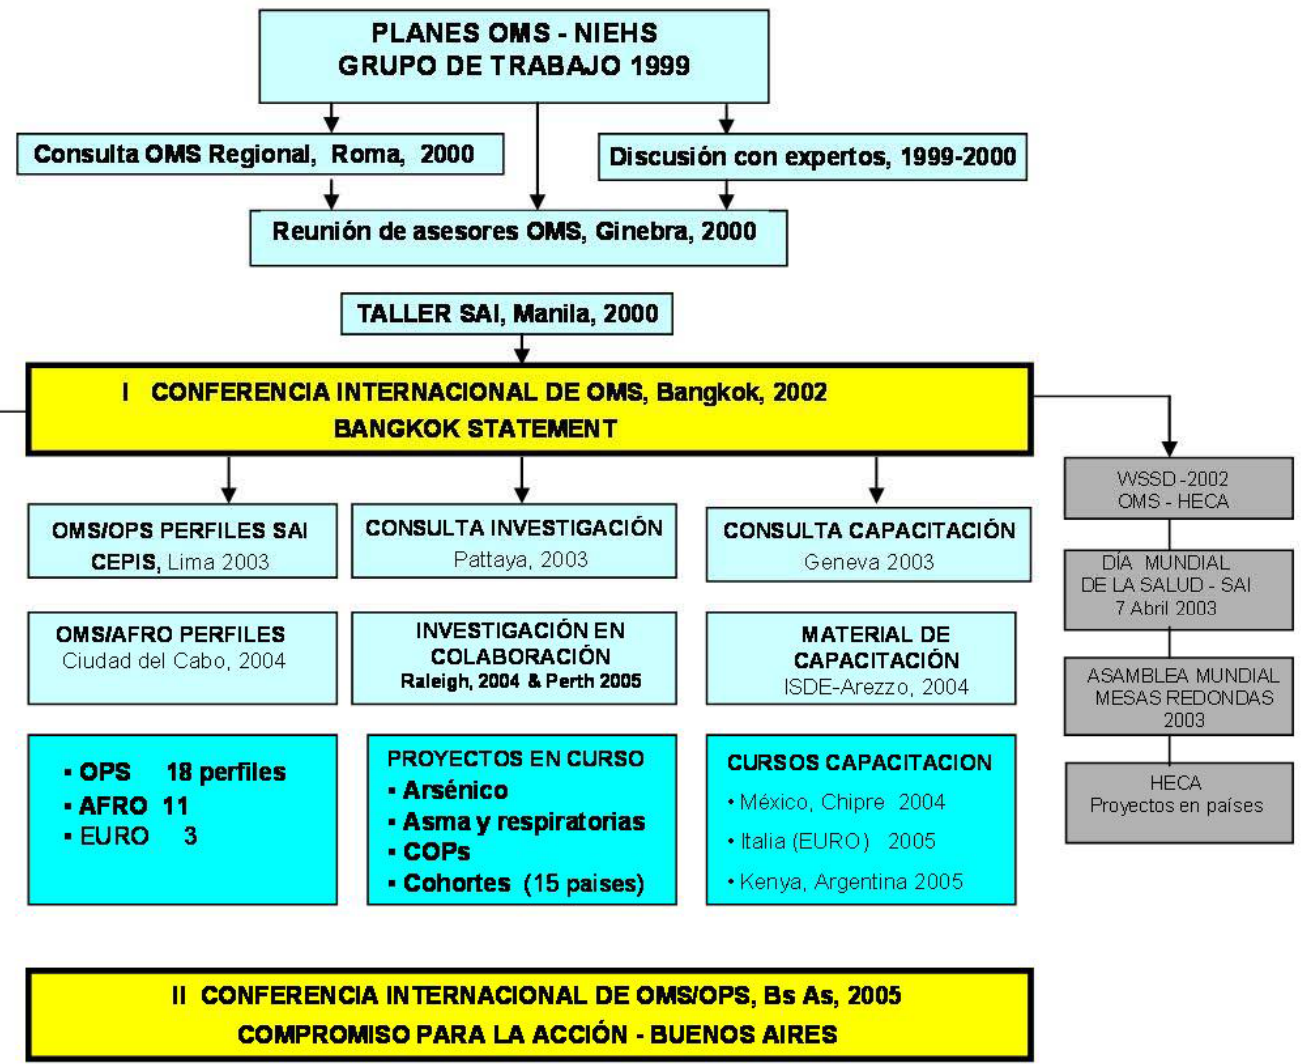 PLANES OMS - NIEHS
GRUPO DE TRABAJO 1999
Consulta OMS Regional, Roma, 2000
Discusión con expertos, 1999-2000
Reunión de asesores OMS, Ginebra, 2000
TALLER SAI, Manila, 2000
I CONFERENCIA INTERNACIONAL DE OMS, Bangkok, 2002
BANGKOK STATEMENT
OMS/OPS PERFILES SAI
CEPIS, Lima 2003
CONSULTA INVESTIGACIÓN
Pattaya, 2003
CONSULTA CAPACITACIÓN
Geneva 2003
WSSD -2002
OMS - HECA
DÍA MUNDIAL
DE LA SALUD - SAI
7 Abril 2003
OMS/AFRO PERFILES
Ciudad del Cabo, 2004
INVESTIGACIÓN EN
COLABORACIÓN
Raleigh, 2004 & Perth 2005
MATERIAL DE
CAPACITACIÓN
ISDE-Arezzo, 2004
ASAMBLEA MUNDIAL
MESAS REDONDAS
2003
▪ OPS 18 perfiles
▪ AFRO 11
▪ EURO 3
PROYECTOS EN CURSO
▪ Arsénico
▪ Asma y respiratorias
▪ COPs
▪ Cohortes (15 paises)
CURSOS CAPACITACION
• México, Chipre 2004
• Italia (EURO) 2005
• Kenya, Argentina 2005
HECA
Proyectos en países
II CONFERENCIA INTERNACIONAL DE OMS/OPS, Bs As, 2005
COMPROMISO PARA LA ACCIÓN - BUENOS AIRES